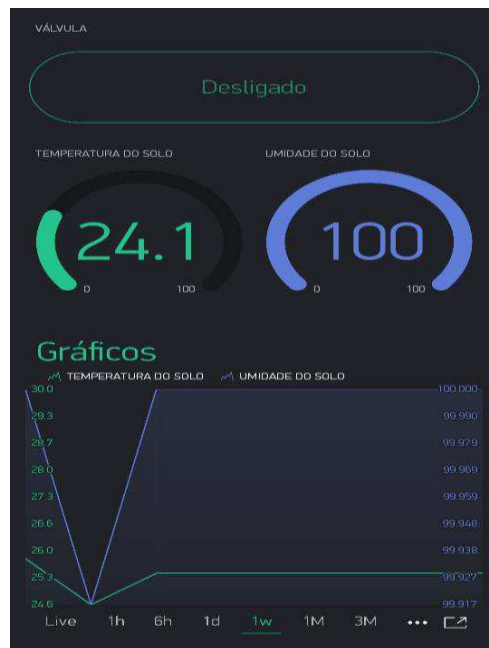 VÁLVULA
Desligado
TEMPERATURA DO SOLO UMIDADE DO SOLO
24.1 100
0 100 0 100
Gráficos
TEMPERATURA DO SOLO UMIDADE DO SOLO
30.0 100.000
29.3 99.990
28.7 99.979
28.0 99.969
27.3 99.959
26.6 99.948
26.0 99.938
25.3 99.927
24.6 99.917
Live 1h 6h 1d 1w 1M 3M